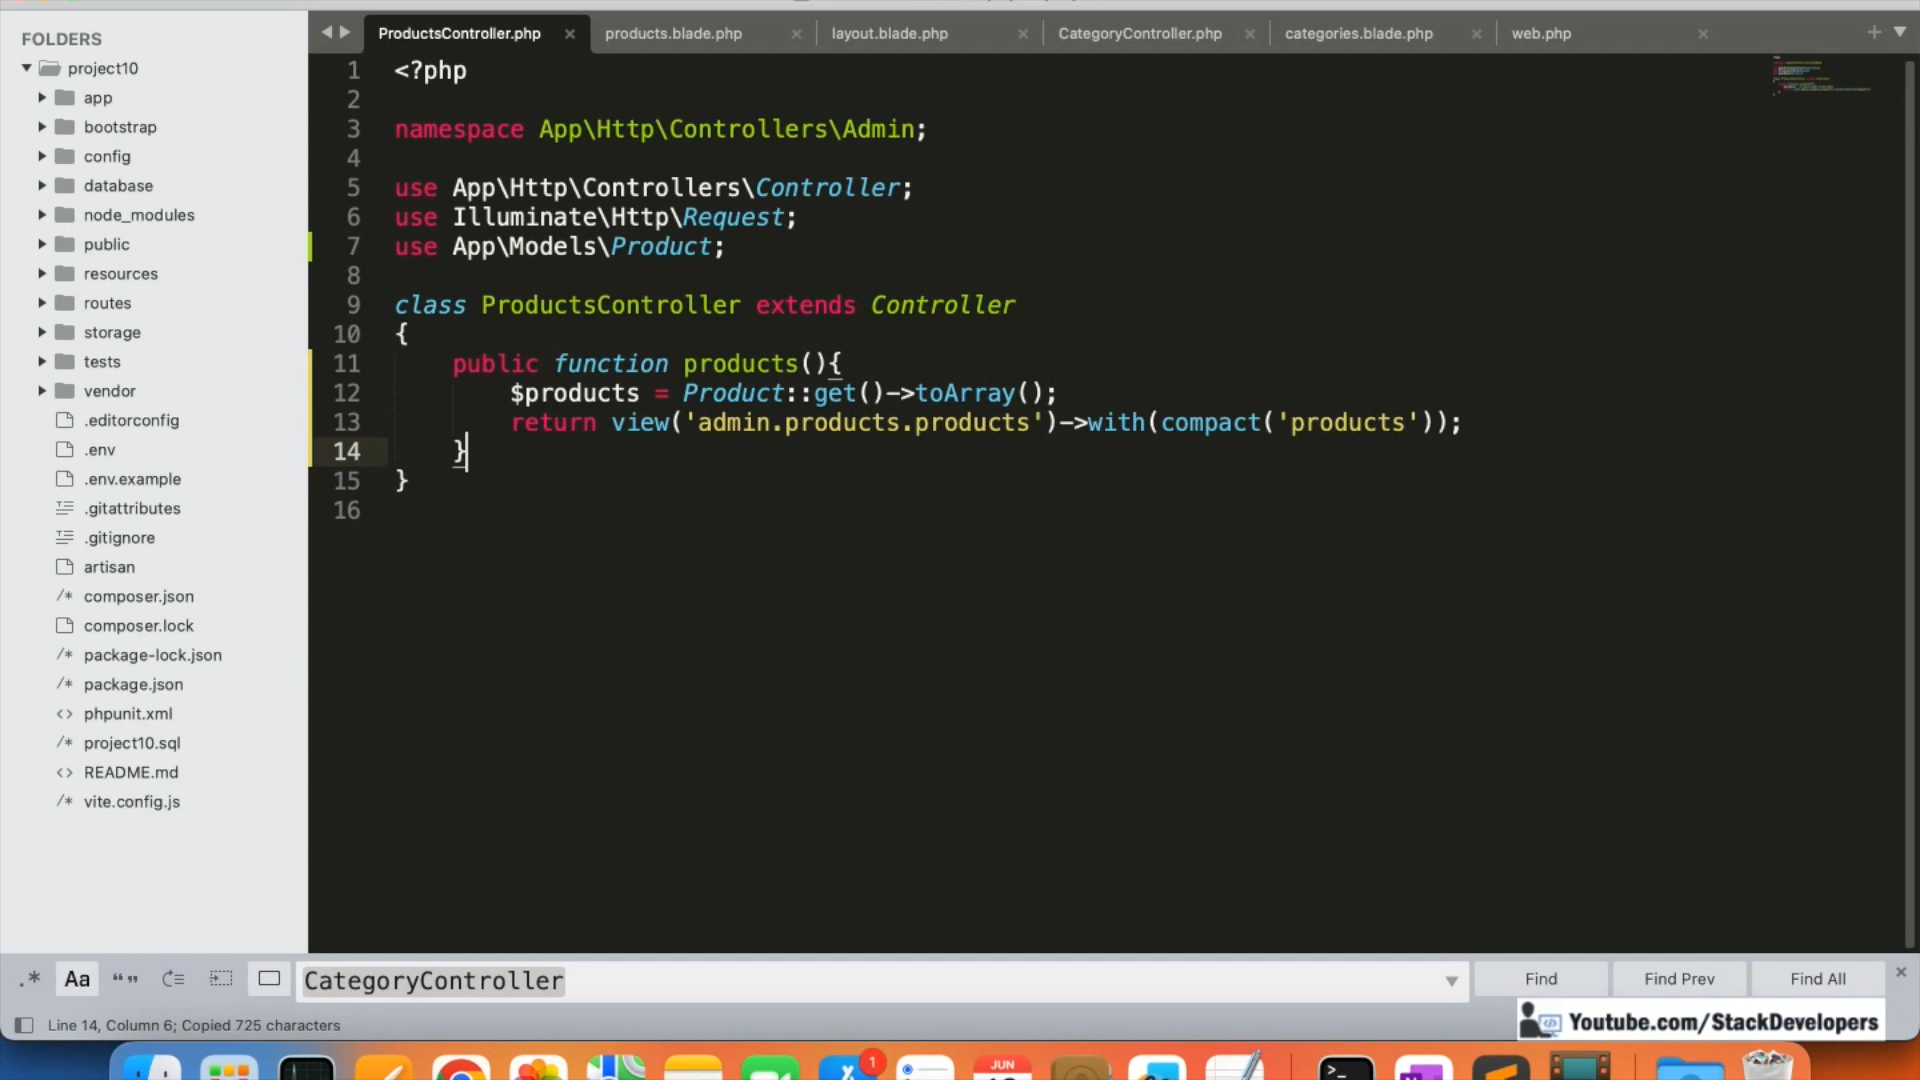 FOLDERS
project10
app
bootstrap
config
database
node_modules
public
resources
routes
storage
tests
vendor
.editorconfig
.env
.env.example
.gitattributes
.gitignore
artisan
composer.json
composer.lock
package-lock.json
package.json
phpunit.xml
project10.sql
README.md
vite.config.js
ProductsController.php
products.blade.php
layout.blade.php
CategoryController.php
categories.blade.php
web.php
1 <?php
2
3 namespace App\Http\Controllers\Admin;
4
5 use App\Http\Controllers\Controller;
6 use Illuminate\Http\Request;
7 use App\Models\Product;
8
9 class ProductsController extends Controller
10 {
11 public function products(){
12 $products = Product::get()->toArray();
13 return view('admin.products.products')->with(compact('products'));
14 }
15 }
16
.* Aa “” CategoryController Find Find Prev Find All
Line 14, Column 6; Copied 725 characters
Youtube.com/StackDevelopers
1
JUN